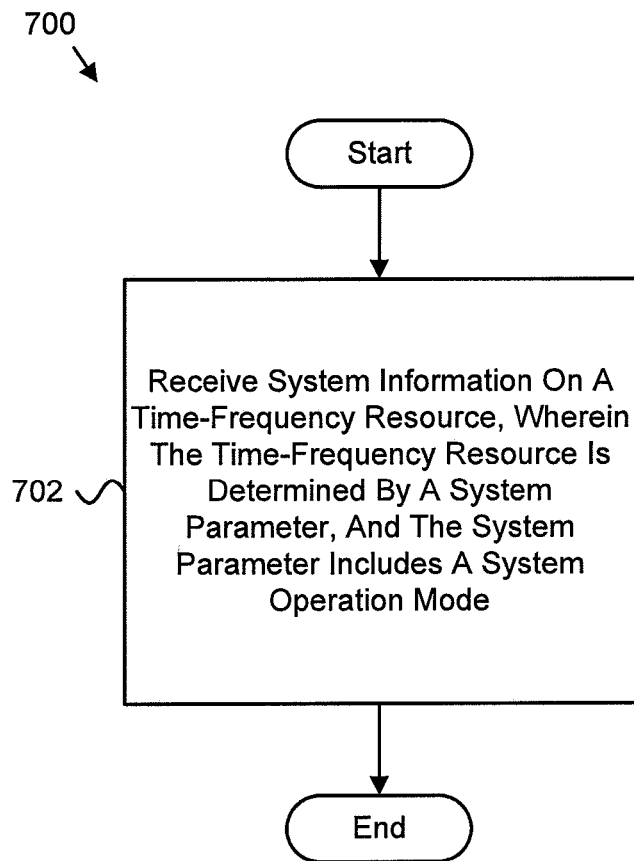 700
Start
Receive System Information On A
Time-Frequency Resource, Wherein
The Time-Frequency Resource Is
Determined By A System
Parameter, And The System
Parameter Includes A System
Operation Mode
702
End